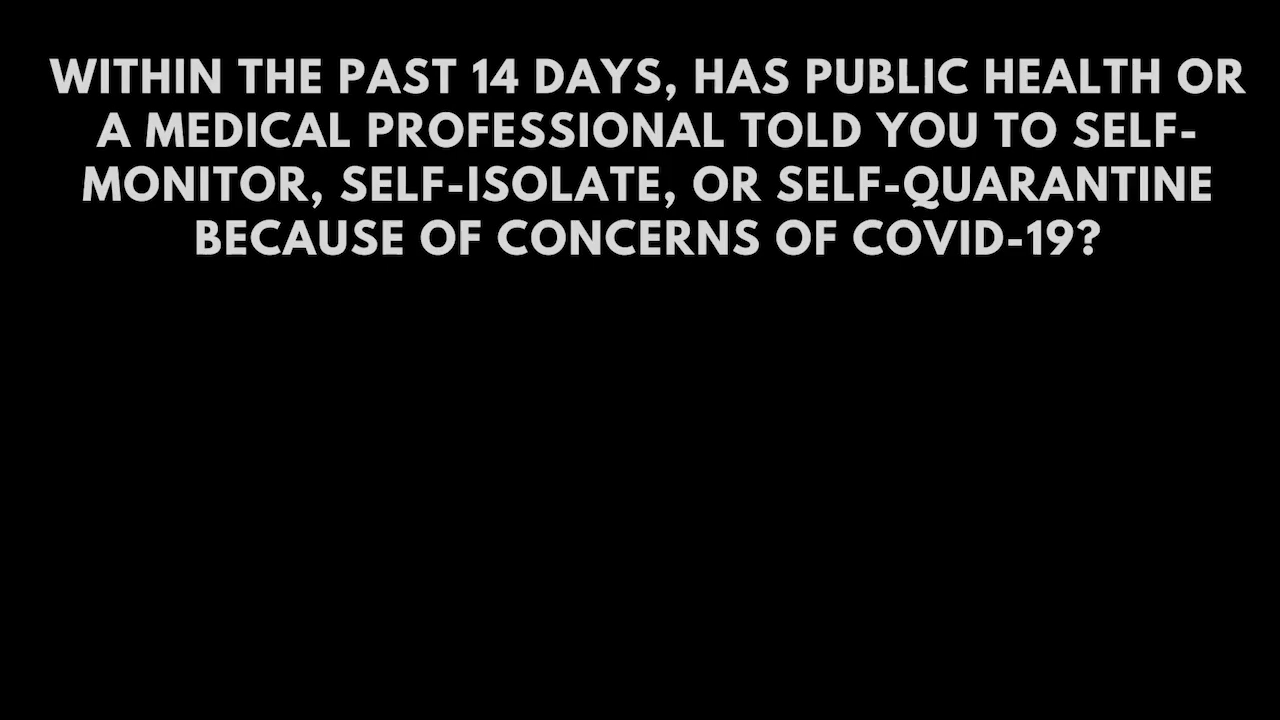 WITHIN THE PAST 14 DAYS, HAS PUBLIC HEALTH OR
A MEDICAL PROFESSIONAL TOLD YOU TO SELF-
MONITOR, SELF-ISOLATE, OR SELF-QUARANTINE
BECAUSE OF CONCERNS OF COVID-19?